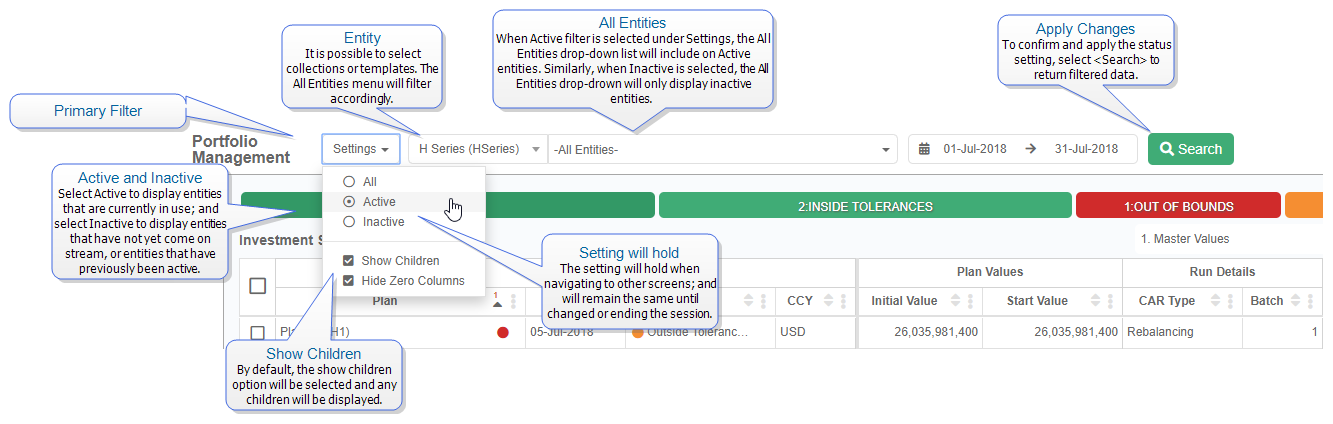 Entity
It is possible to select
collections or templates. The
All Entities menu will filter
accordingly.
All Entities
When Active filter is selected under Settings, the All
Entities drop-down list will include on Active
entities. Similarly, when Inactive is selected, the All
Entities drop-drown will only display inactive
entities.
Apply Changes
To confirm and apply the status
setting, select <Search> to
return filtered data.
Primary Filter
Portfolio
Management
Settings
H Series (HSeries)
-All Entities-
01-Jul-2018
31-Jul-2018
Search
Active and Inactive
Select Active to display entities
that are currently in use; and
select Inactive to display entities
that have not yet come on
stream, or entities that have
previously been active.
All
Active
Inactive
Show Children
Hide Zero Columns
2:INSIDE TOLERANCES
1:OUT OF BOUNDS
Investment S
1. Master Values
Setting will hold
The setting will hold when
navigating to other screens; and
will remain the same until
changed or ending the session.
Plan Values
Run Details
Plan
1
CCY
Initial Value
Start Value
CAR Type
Batch
Pl
H1)
05-Jul-2018
Outside Toleranc...
USD
26,035,981,400
26,035,981,400
Rebalancing
1
Show Children
By default, the show children
option will be selected and any
children will be displayed.